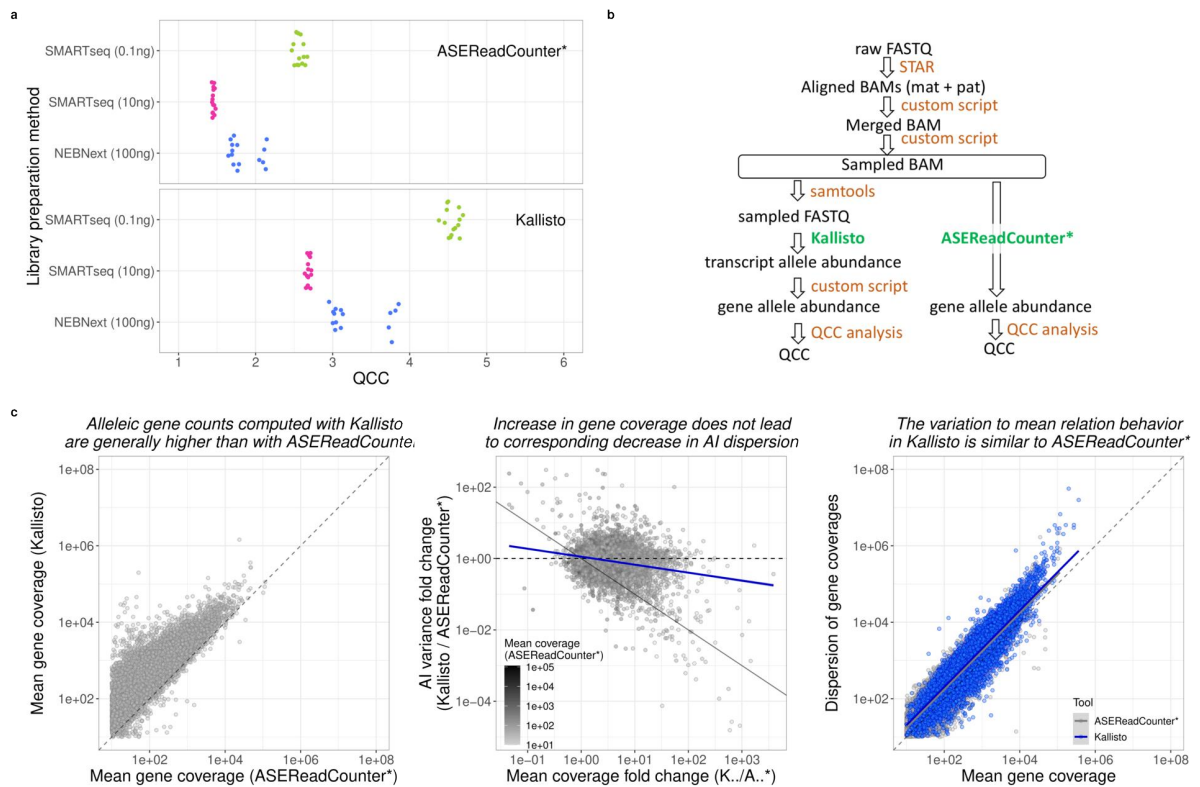 a
Library preparation method
SMARTseq (0.1ng)
SMARTseq (10ng)
NEBNext (100ng)
ASEReadCounter*
SMARTseq (0.1ng)
SMARTseq (10ng)
NEBNext (100ng)
Kallisto
1 2 3 4 5 6
QCC
b
raw FASTQ
STAR
Aligned BAMs (mat + pat)
custom script
Merged BAM
custom script
Sampled BAM
samtools
sampled FASTQ
Kallisto
ASEReadCounter*
transcript allele abundance
custom script
gene allele abundance
gene allele abundance
QCC analysis
QCC analysis
QCC
QCC
c
Allelic gene counts computed with Kallisto
are generally higher than with ASEReadCounter
Mean gene coverage (Kallisto)
1e+08
1e+06
1e+04
1e+02
1e+02 1e+04 1e+06 1e+08
Mean gene coverage (ASEReadCounter*)
Increase in gene coverage does not lead
to corresponding decrease in AI dispersion
AI variance fold change
(Kallisto / ASEReadCounter*)
1e+02
1e+00
1e−02
1e−04
Mean coverage
(ASEReadCounter*)
1e+05
1e+04
1e+03
1e+02
1e+01
1e−01 1e+00 1e+01 1e+02 1e+03
Mean coverage fold change (K../A..*)
The variation to mean relation behavior
in Kallisto is similar to ASEReadCounter*
Dispersion of gene coverages
1e+08
1e+06
1e+04
1e+02
Tool
ASEReadCounter*
Kallisto
1e+02 1e+04 1e+06 1e+08
Mean gene coverage